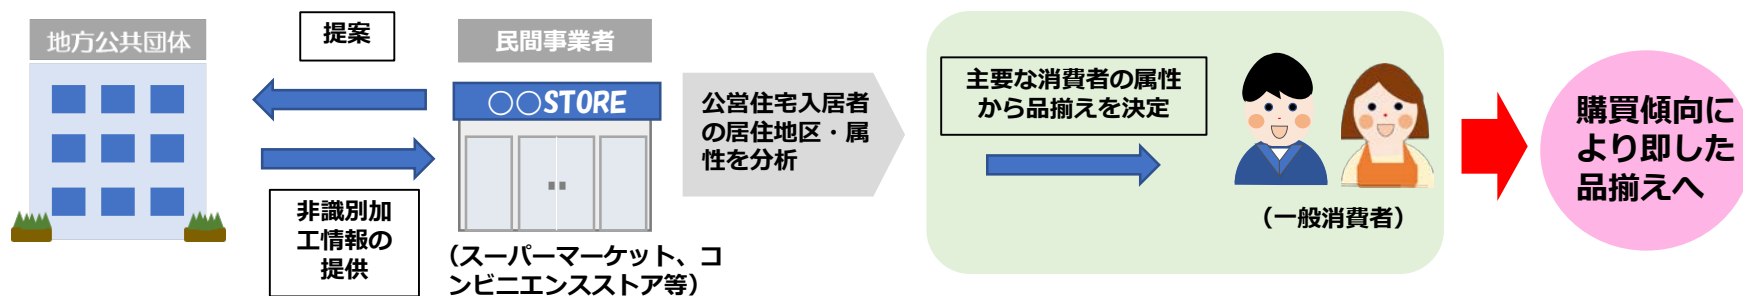 地方公共団体
提案
民間事業者
○○STORE
非識別加
工情報の
提供
（スーパーマーケット、コ
ンビニエンスストア等）
公営住宅入居者
の居住地区・属
性を分析
主要な消費者の属性
から品揃えを決定
（一般消費者）
購買傾向に
より即した
品揃えへ